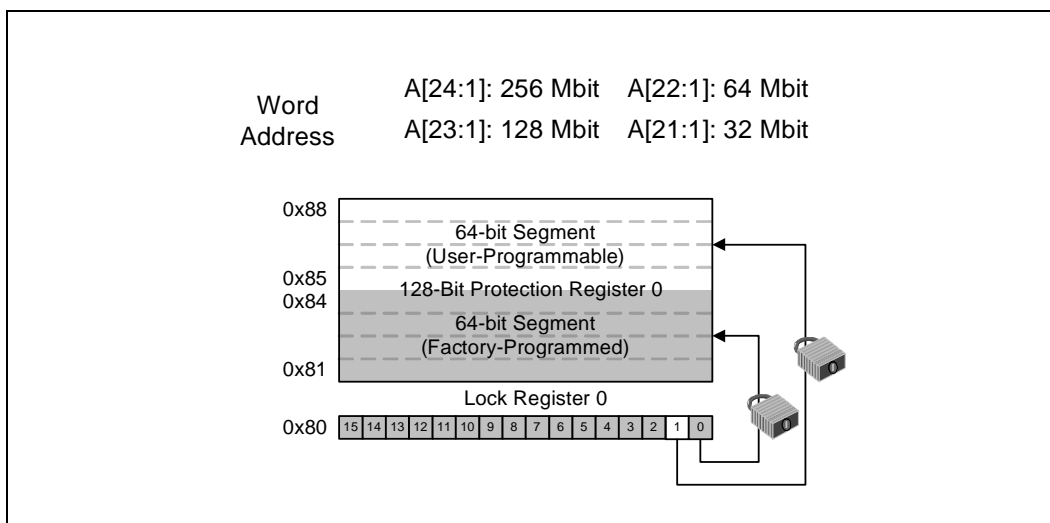 Word
Address
A[24:1]: 256 Mbit A[22:1]: 64 Mbit
A[23:1]: 128 Mbit A[21:1]: 32 Mbit
0x88
64-bit Segment
(User-Programmable)
0x85
128-Bit Protection Register 0
0x84
64-bit Segment
(Factory-Programmed)
0x81
Lock Register 0
0x80 15 14 13 12 11 10 9 8 7 6 5 4 3 2 1 0